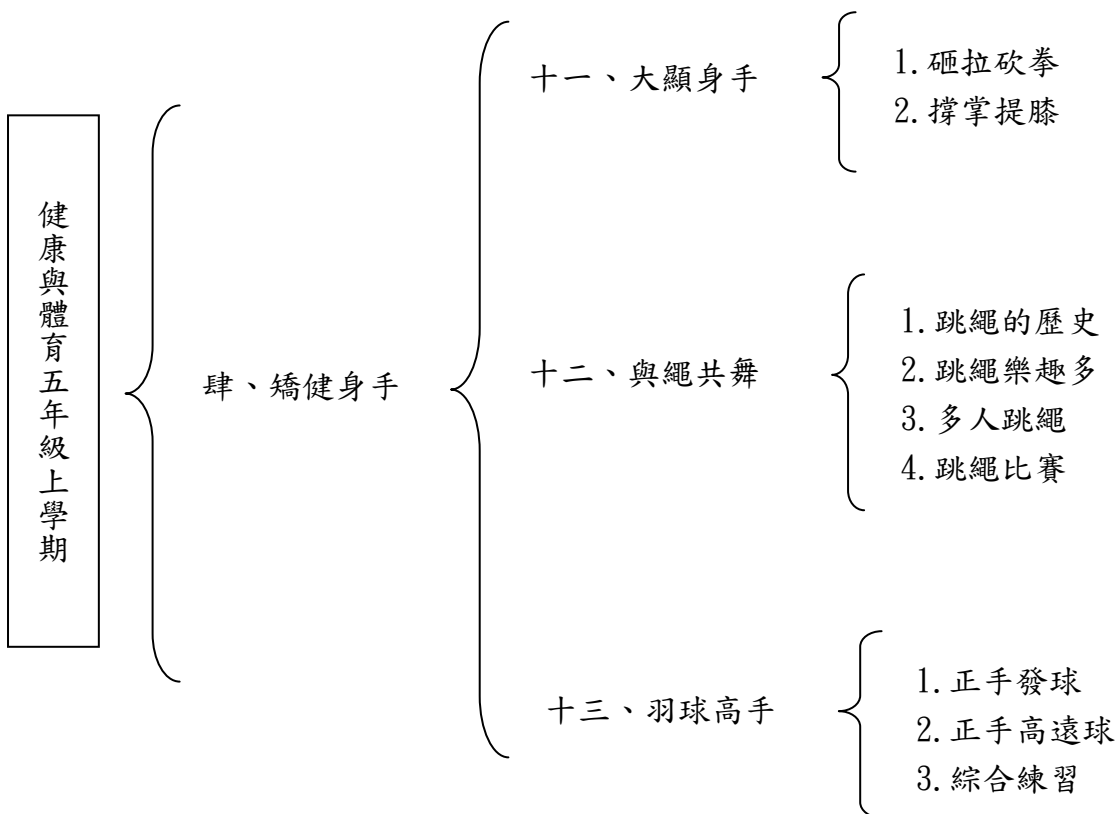 健康與體育五年級上學期
肆、矯健身手
十一、大顯身手
1.砸拉砍拳
2.撐掌提膝
十二、與繩共舞
1.跳繩的歷史
2.跳繩樂趣多
3.多人跳繩
4.跳繩比賽
十三、羽球高手
1.正手發球
2.正手高遠球
3.綜合練習